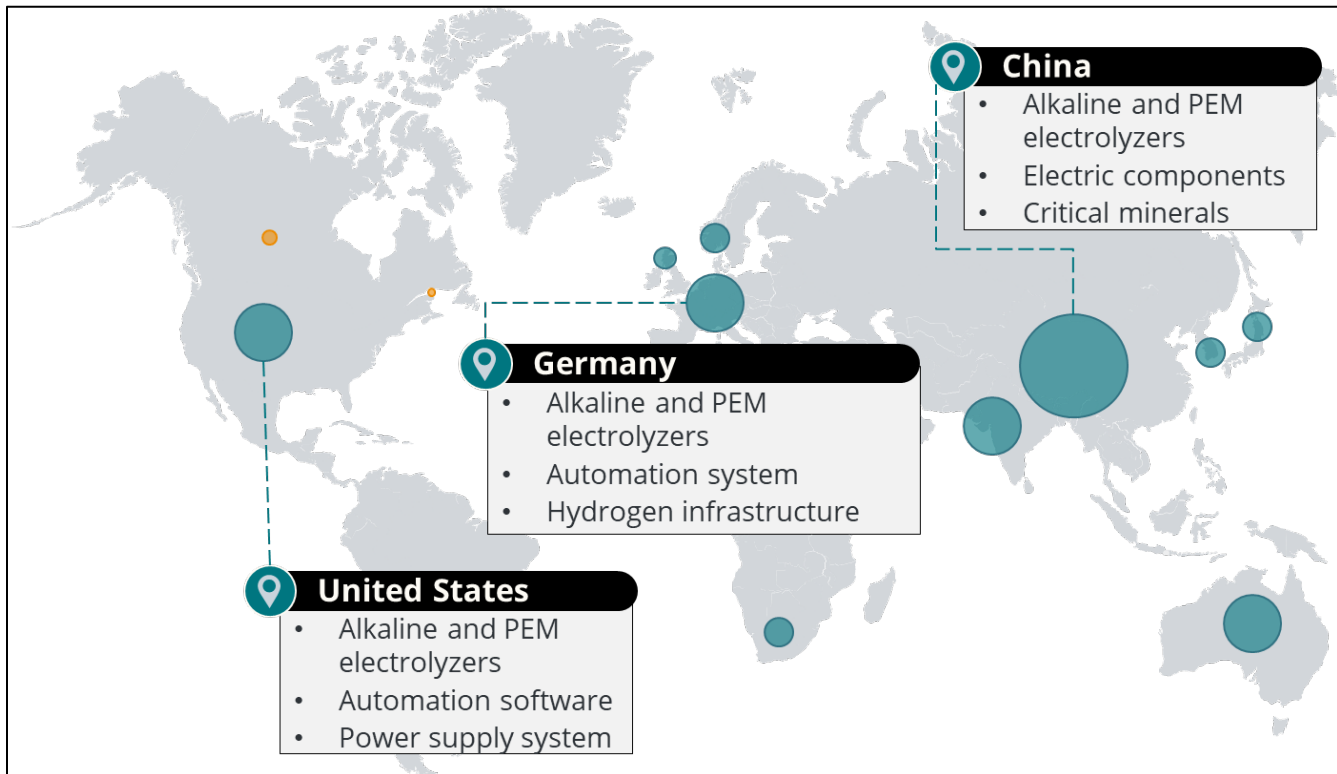 China
• Alkaline and PEM
electrolyzers
• Electric components
• Critical minerals
Germany
• Alkaline and PEM
electrolyzers
• Automation system
• Hydrogen infrastructure
United States
• Alkaline and PEM
electrolyzers
• Automation software
• Power supply system